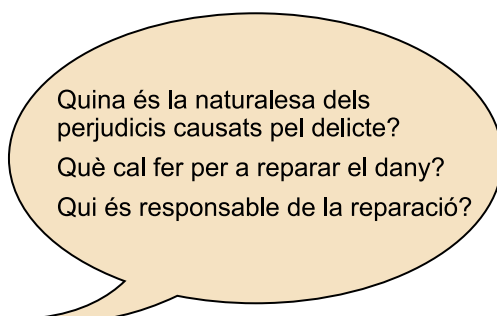 Quina és la naturalesa dels
perjudicis causats pel delicte?
Què cal fer per a reparar el dany?
Qui és responsable de la reparació?